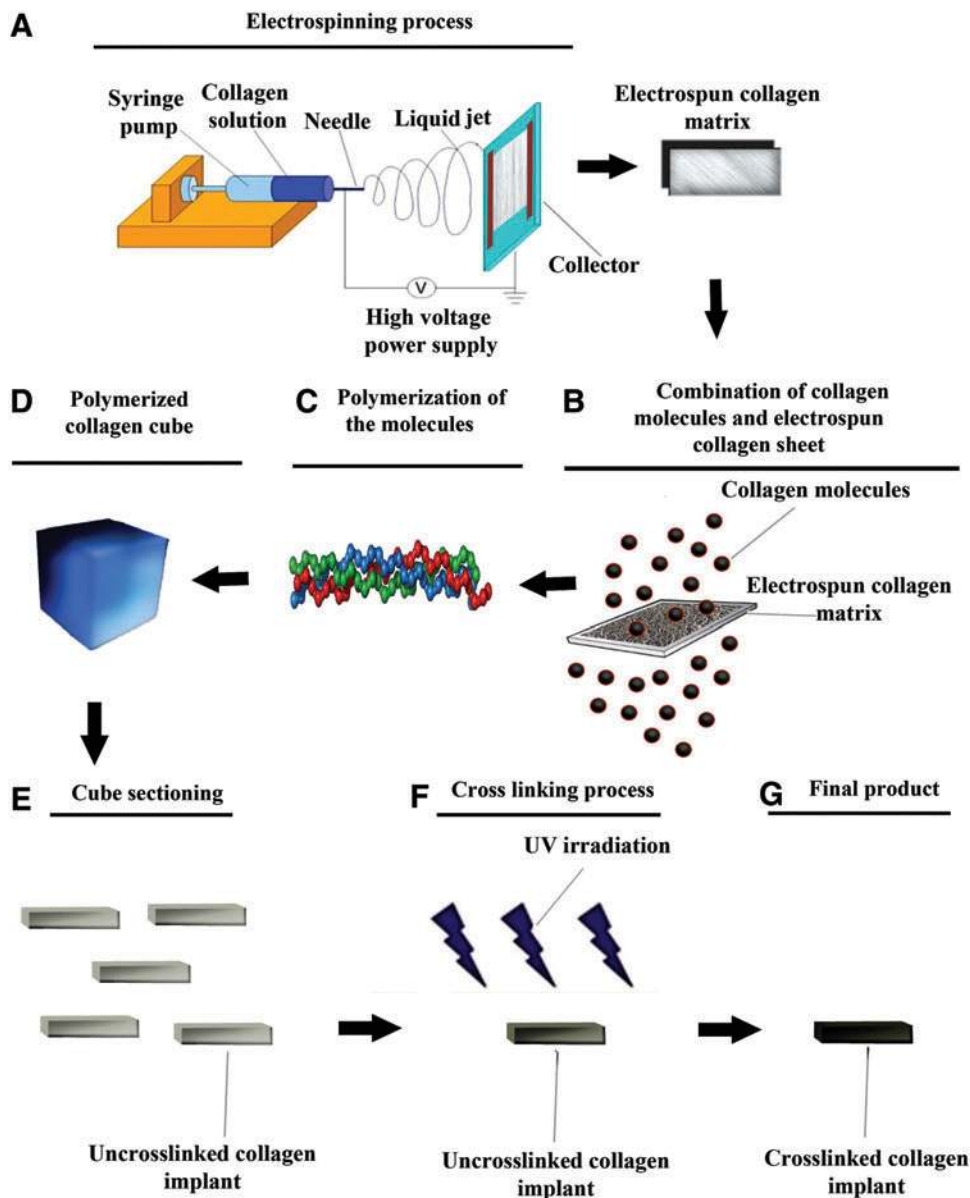 A
Electrospinning process
Syringe
pump
Collagen
solution
Needle
Liquid jet
Electrospun collagen
matrix
Collector
V
High voltage
power supply
D
Polymerized
collagen cube
C
Polymerization of
the molecules
B
Combination of collagen
molecules and electrospun
collagen sheet
Collagen molecules
Electrospun collagen
matrix
E
Cube sectioning
F
Cross linking process
G
Final product
UV irradiation
Uncrosslinked collagen
implant
Uncrosslinked collagen
implant
Crosslinked collagen
implant